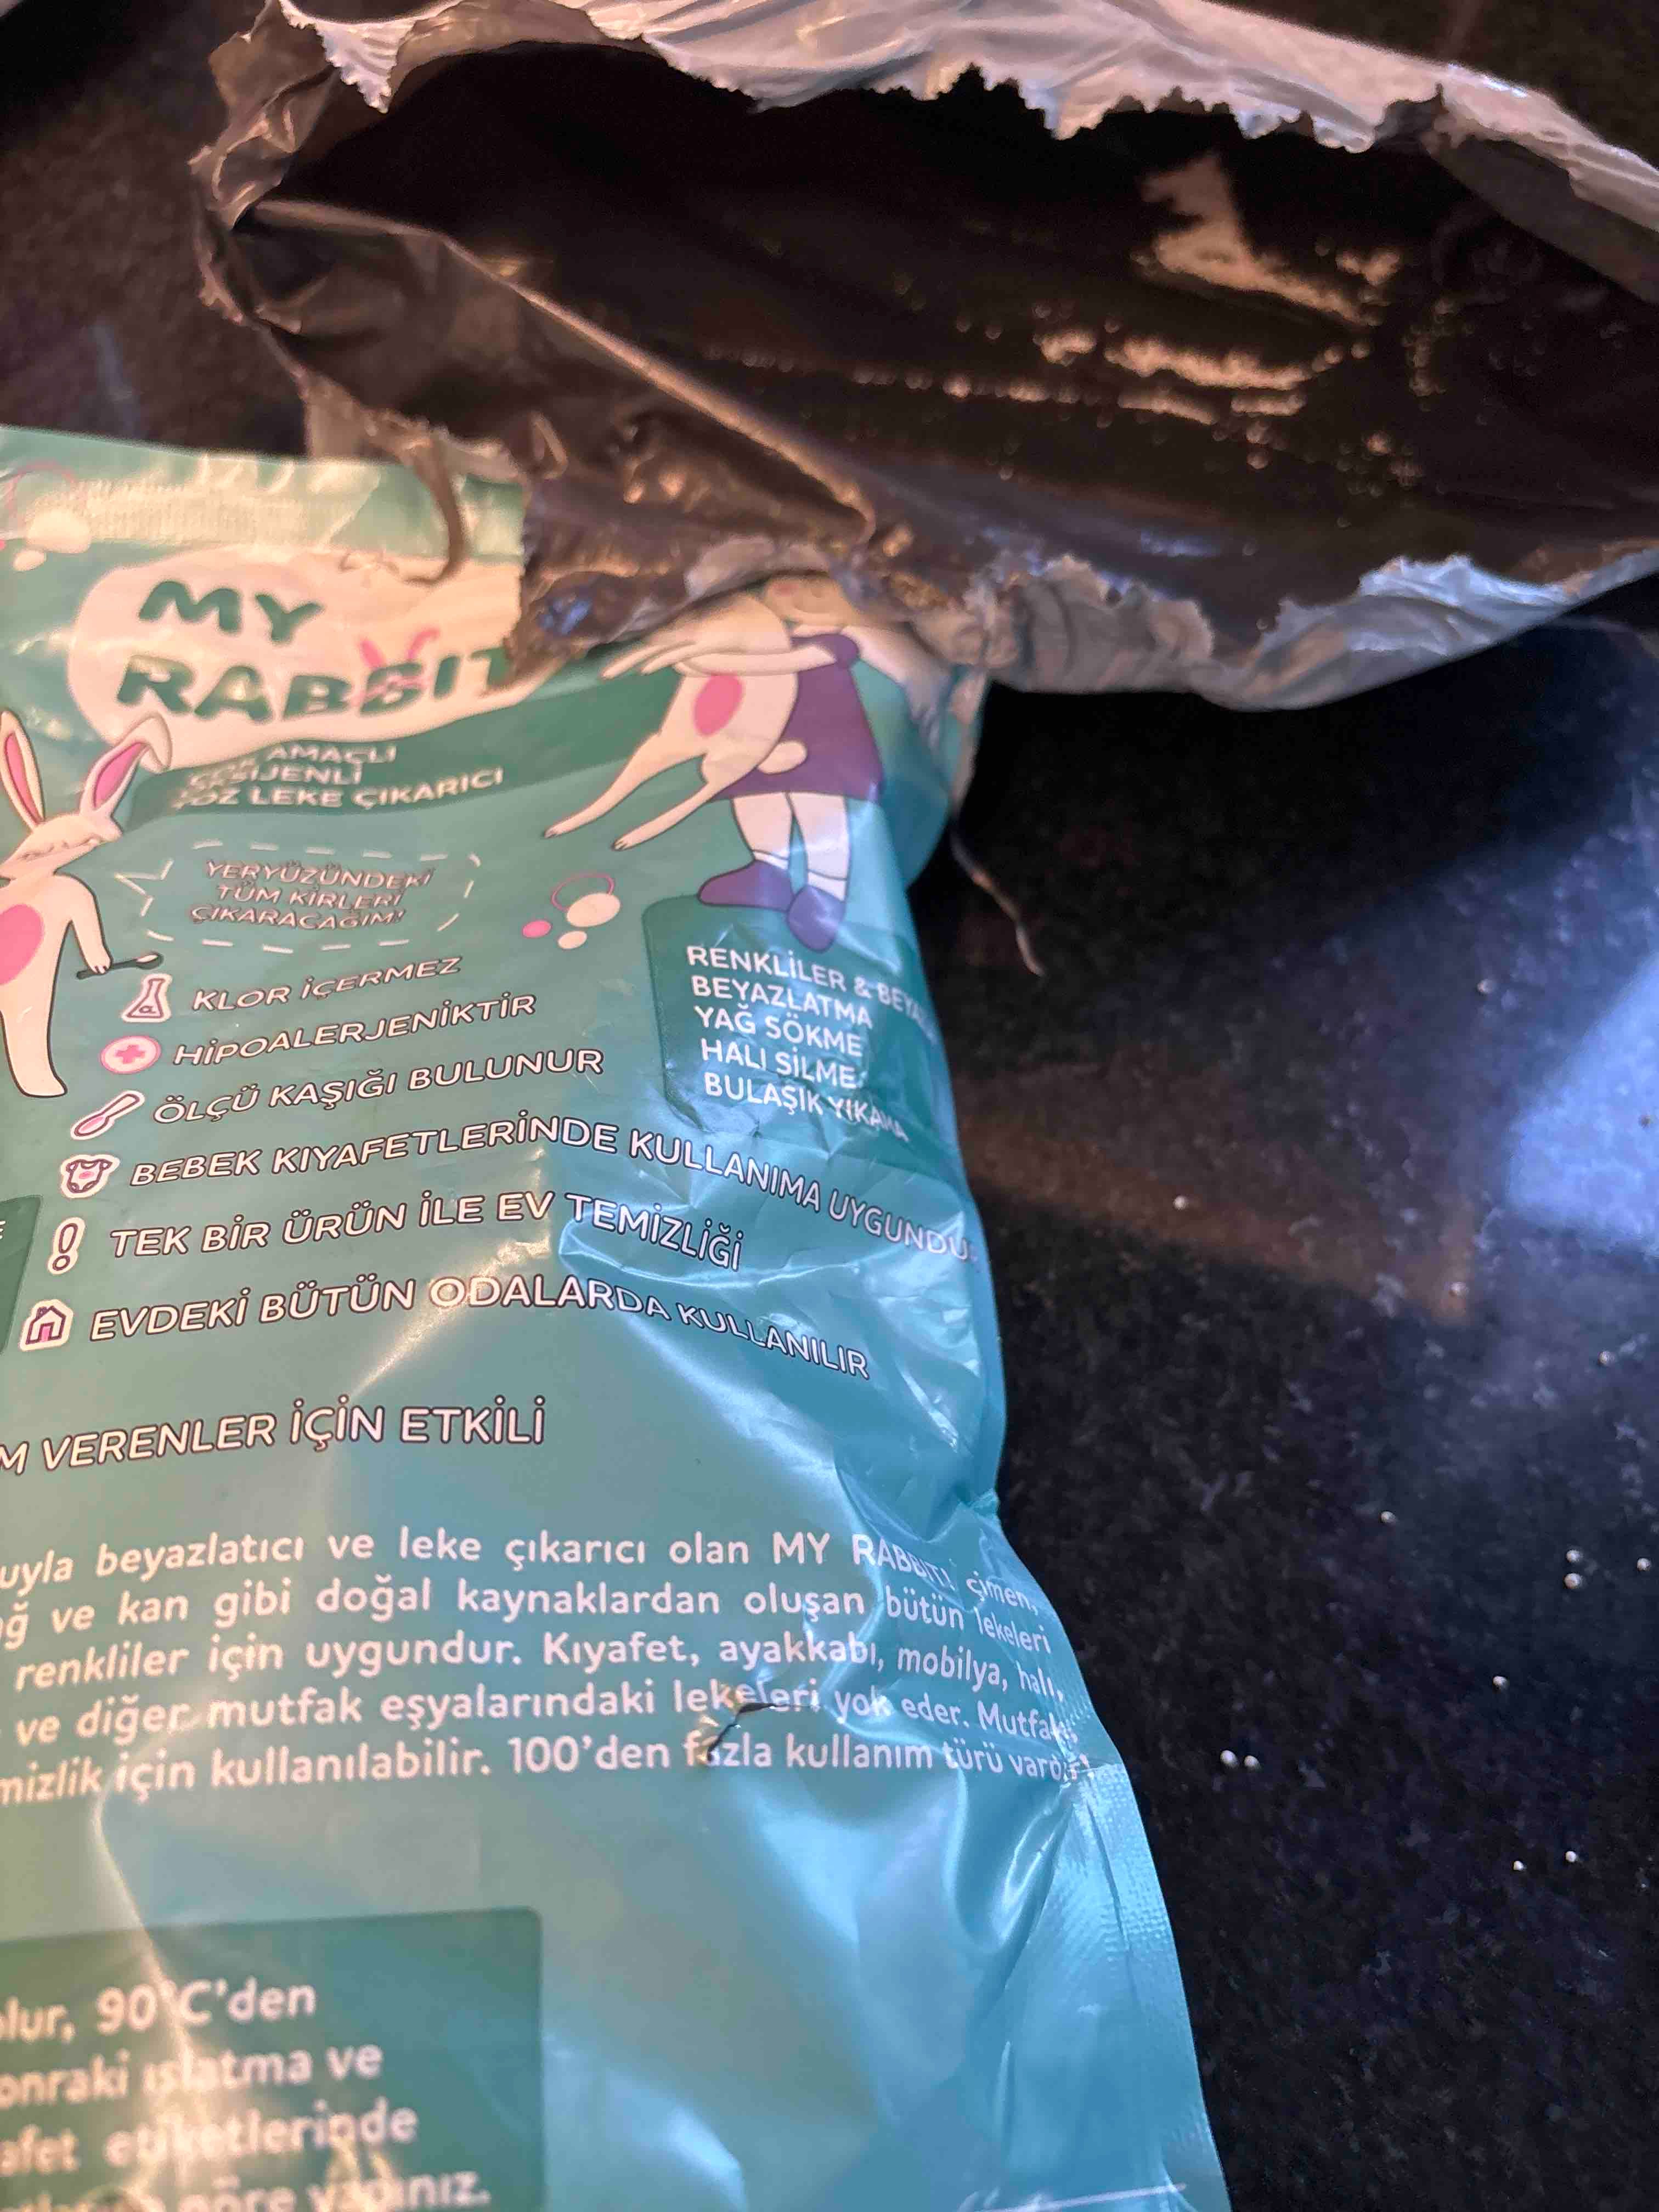 MY
RABBIT
AMAÇLI
LEKE ÇIKARICI
YERYÜZÜNDEKİ
TÜM KİRLERİ
ÇIKARACAĞIM!
KLOR İÇERMEZ
HİPOALERJENİKTİR
ÖLÇÜ KAŞIĞI BULUNUR
BEBEK KIYAFETLERİNDE KULLANIMA
TEK BİR ÜRÜN İLE EV TEMİZLİĞİ
EVDEKİ BÜTÜN ODALARDA KULLANILIR
RENKLİLER &
BEYAZLATMA
YAĞ SÖKME
HALI SİLME
BULAŞIK YIKAMA
VERENLER İÇİN ETKİLİ
beyazlatıcı ve leke çıkarıcı olan MY RABBIT! çimen,
ve kan gibi doğal kaynaklardan oluşan bütün lekeleri
renkliler için uygundur. Kıyafet, ayakkabı, mobilya, halı,
ve diğer mutfak eşyalarındaki lekeleri yok eder.
için kullanılabilir. 100'den fazla kullanım türü
90°C'den
ıslatma ve
etiketlerinde
göre yapınız.